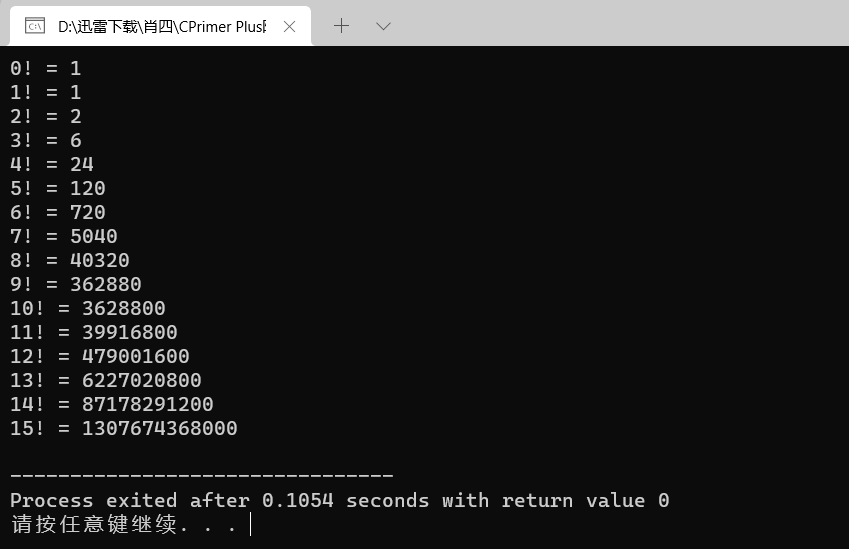 D:\迅雷下载\肖四\CPrimer Plus
0! = 1
1! = 1
2! = 2
3! = 6
4! = 24
5! = 120
6! = 720
7! = 5040
8! = 40320
9! = 362880
10! = 3628800
11! = 39916800
12! = 479001600
13! = 6227020800
14! = 87178291200
15! = 1307674368000
--------------------------------
Process exited after 0.1054 seconds with return value 0
请按任意键继续. . .